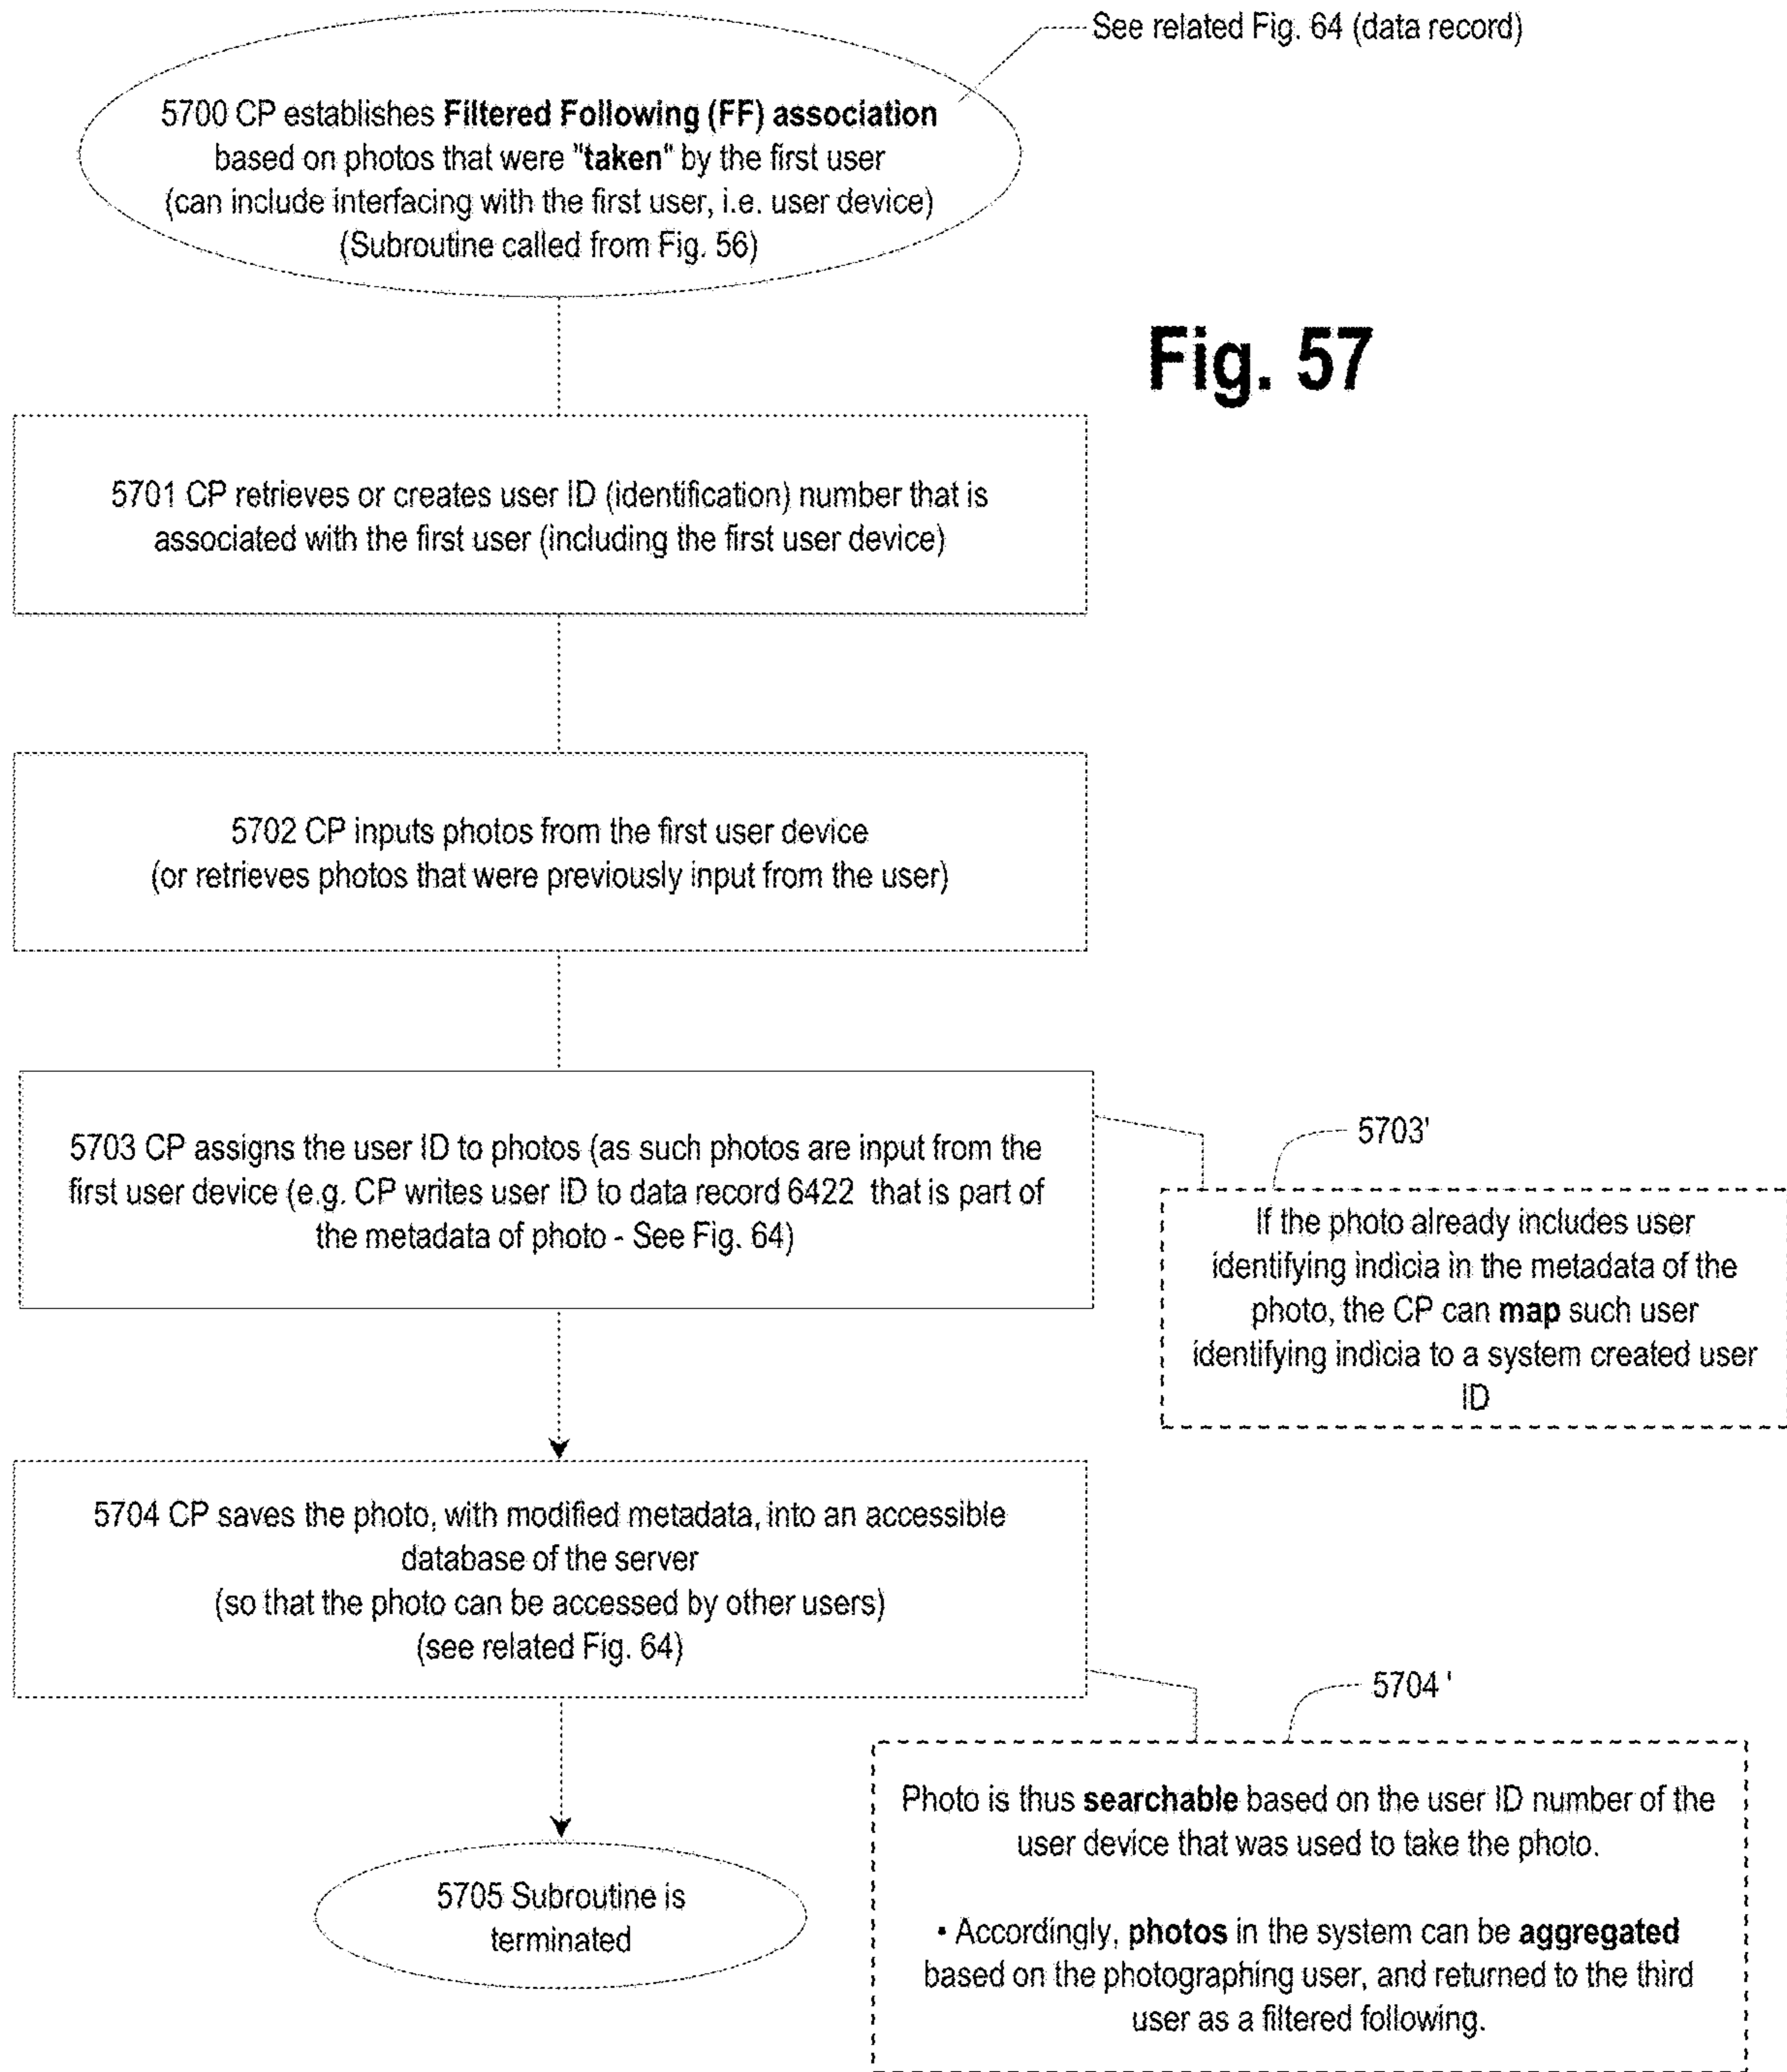 See related Fig. 64 (data record)
5700 CP establishes Filtered Following (FF) association
based on photos that were "taken" by the first user
(can include interfacing with the first user, i.e. user device)
(Subroutine called from Fig. 56)
Fig. 57
5701 CP retrieves or creates user ID (identification) number that is
associated with the first user (including the first user device)
5702 CP inputs photos from the first user device
(or retrieves photos that were previously input from the user)
5703 CP assigns the user ID to photos (as such photos are input from the
first user device (e.g. CP writes user ID to data record 6422 that is part of
the metadata of photo - See Fig. 64)
5703'
If the photo already includes user
identifying indicia in the metadata of the
photo, the CP can map such user
identifying indicia to a system created user
ID
5704 CP saves the photo, with modified metadata, into an accessible
database of the server
(so that the photo can be accessed by other users)
(see related Fig. 64)
5704 '
Photo is thus searchable based on the user ID number of the
user device that was used to take the photo.
• Accordingly, photos in the system can be aggregated
based on the photographing user, and returned to the third
user as a filtered following.
5705 Subroutine is
terminated